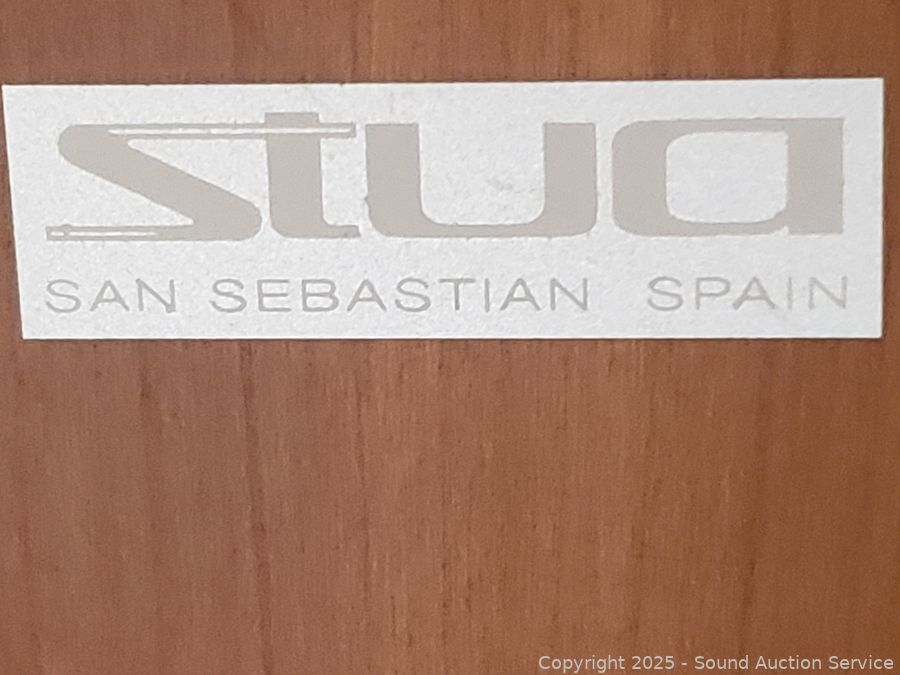 stua
SAN SEBASTIAN SPAIN
Copyright 2025 - Sound Auction Service